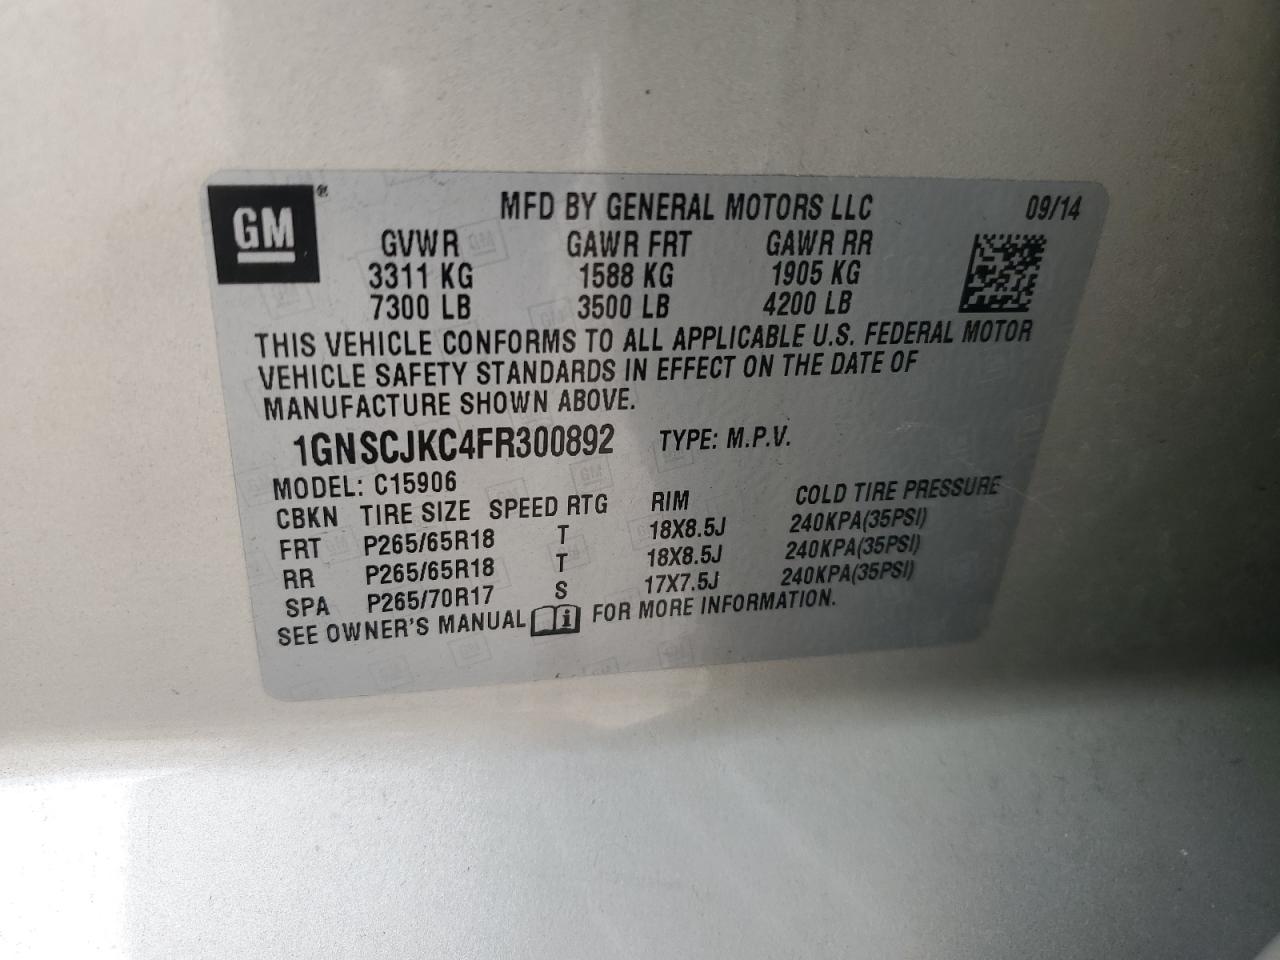 GM ® MFD BY GENERAL MOTORS LLC 09/14
GVWR GAWR FRT GAWR RR
3311 KG 1588 KG 1905 KG
7300 LB 3500 LB 4200 LB
THIS VEHICLE CONFORMS TO ALL APPLICABLE U.S. FEDERAL MOTOR
VEHICLE SAFETY STANDARDS IN EFFECT ON THE DATE OF
MANUFACTURE SHOWN ABOVE.
1GNSCJKC4FR300892 TYPE: M.P.V.
MODEL: C15906
CBKN TIRE SIZE SPEED RTG RIM COLD TIRE PRESSURE
FRT P265/65R18 T 18X8.5J 240KPA(35PSI)
RR P265/65R18 T 18X8.5J 240KPA(35PSI)
SPA P265/70R17 S 17X7.5J 240KPA(35PSI)
SEE OWNER'S MANUAL i FOR MORE INFORMATION.